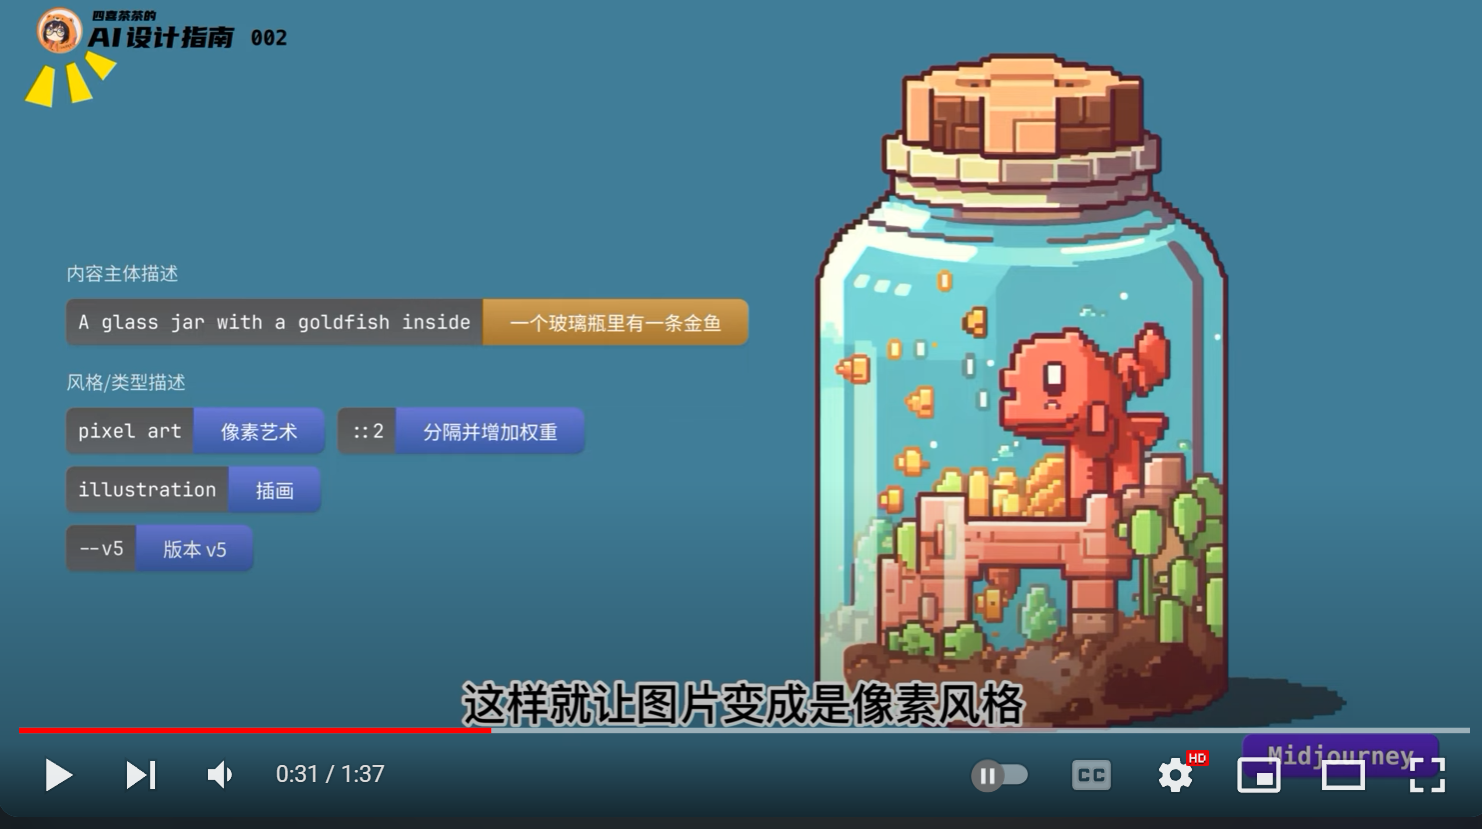 四喜茶茶的
AI 设计指南 002
内容主体描述
A glass jar with a goldfish inside 一个玻璃瓶里有一条金鱼
风格/类型描述
pixel art 像素艺术 ::2 分隔并增加权重
illustration 插画
--v5 版本 v5
这样就让图片变成是像素风格
Midjourney
0:31 / 1:37
CC
HD